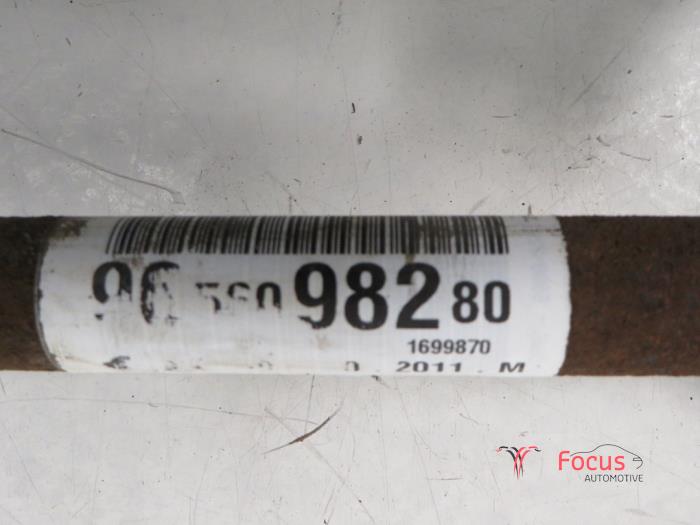 96 560 982 80
1699870
2011 . M
Focus
AUTOMOTIVE